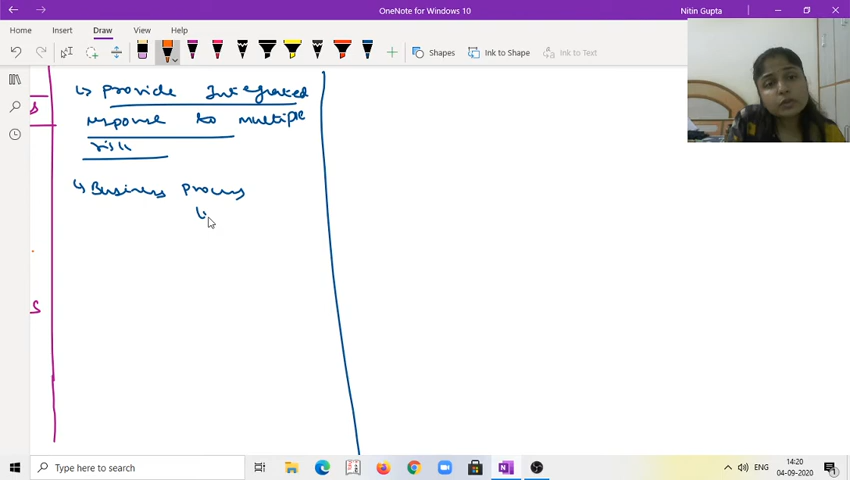 OneNote for Windows 10
Nitin Gupta
Home Insert Draw View Help
Shapes
Ink to Shape
Ink to Text
↳ Provide Integrated
response to multiple
risk
↳ Business Process
↳
s
s
Type here to search
ENG
14:20
04-09-2020
1